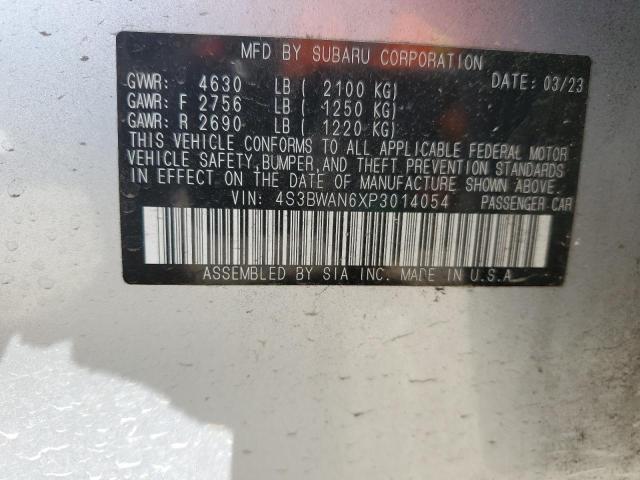 MFD BY SUBARU CORPORATION
GVWR: 4630 LB ( 2100 KG) DATE: 03/23
GAWR: F 2756 LB ( 1250 KG)
GAWR: R 2690 LB ( 1220 KG)
THIS VEHICLE CONFORMS TO ALL APPLICABLE FEDERAL MOTOR
VEHICLE SAFETY, BUMPER, AND THEFT PREVENTION STANDARDS
IN EFFECT ON DATE OF MANUFACTURE SHOWN ABOVE.
VIN: 4S3BWAN6XP3014054 PASSENGER CAR
ASSEMBLED BY SIA INC. MADE IN U.S.A